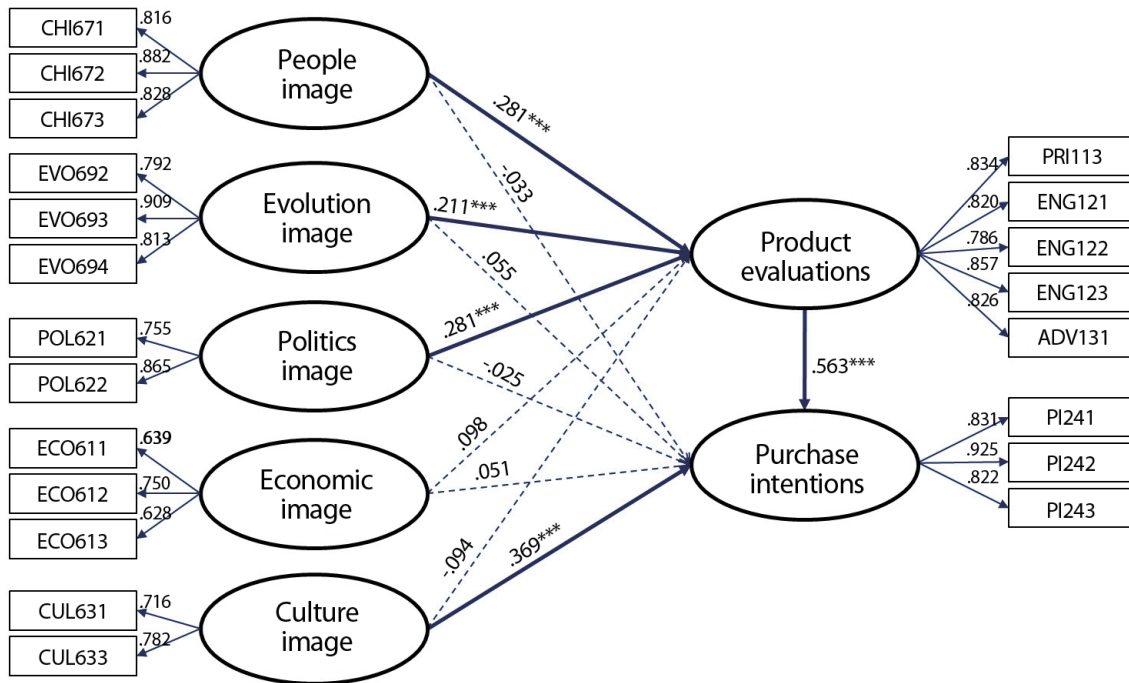 CHI671
.816
CHI672
.882
CHI673
.828
People
image
EVO692
.792
EVO693
.909
EVO694
.813
Evolution
image
POL621
.755
POL622
.865
Politics
image
ECO611
.639
ECO612
.750
ECO613
.628
Economic
image
CUL631
.716
CUL633
.782
Culture
image
.281***
-.033
.211***
.055
.281***
-.025
.098
.051
-.094
.369***
Product
evaluations
.563***
Purchase
intentions
.834
PRI113
.820
ENG121
.786
ENG122
.857
ENG123
.826
ADV131
.831
PI241
.925
PI242
.822
PI243